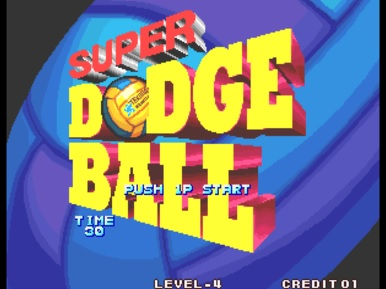 SUPER
DODGE
BALL
PUSH 1P START
TIME
30
LEVEL-4 CREDIT 01